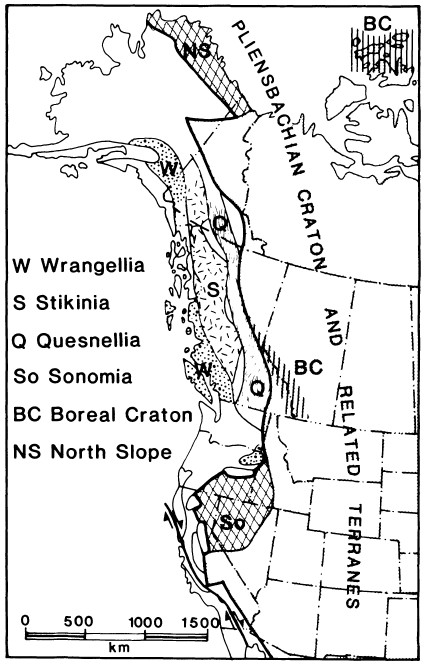 BC
NS
PLIENSBACHIAN CRATON
AND
RELATED
TERRANES
W
Q
S
W
Q
BC
So
W Wrangellia
S Stikinia
Q Quesnellia
So Sonomia
BC Boreal Craton
NS North Slope
0 500 1000 1500
km